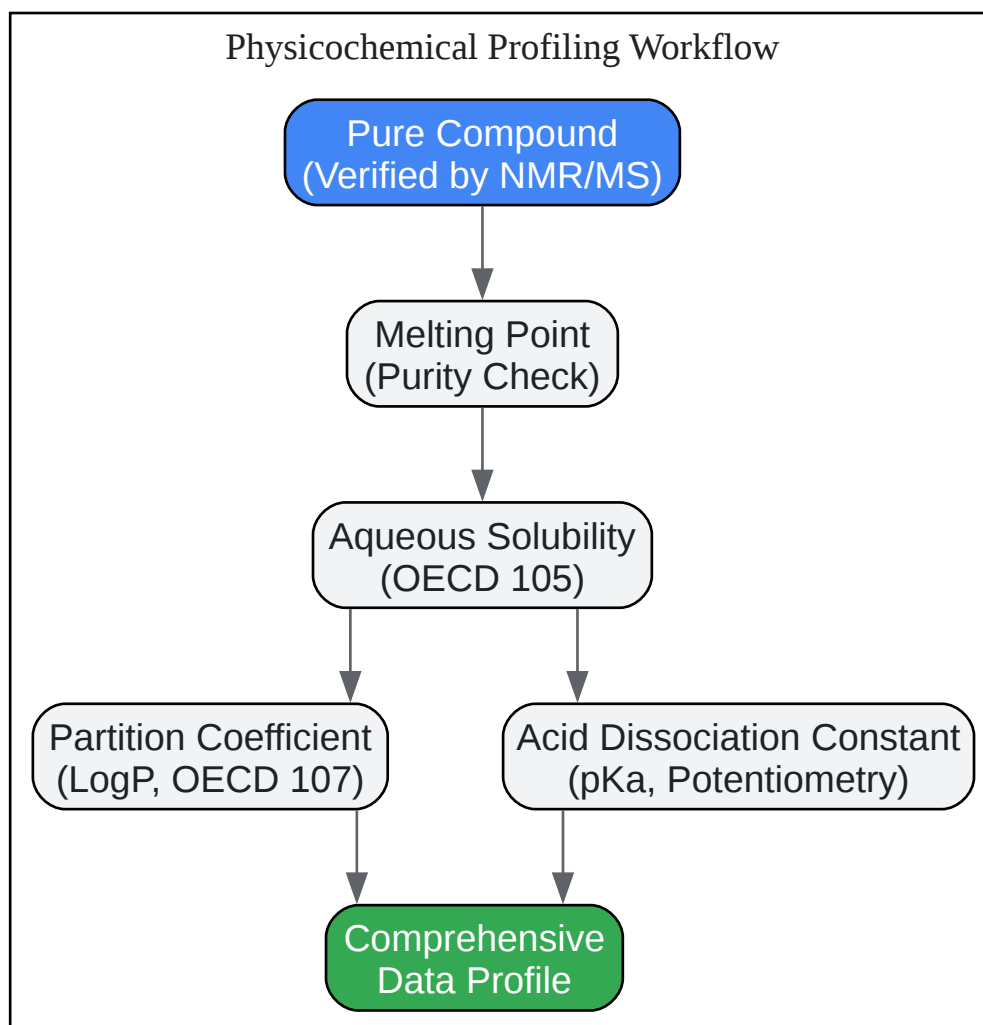 Physicochemical Profiling Workflow
Pure Compound
(Verified by NMR/MS)
Melting Point
(Purity Check)
Aqueous Solubility
(OECD 105)
Partition Coefficient
(LogP, OECD 107)
Acid Dissociation Constant
(pKa, Potentiometry)
Comprehensive
Data Profile